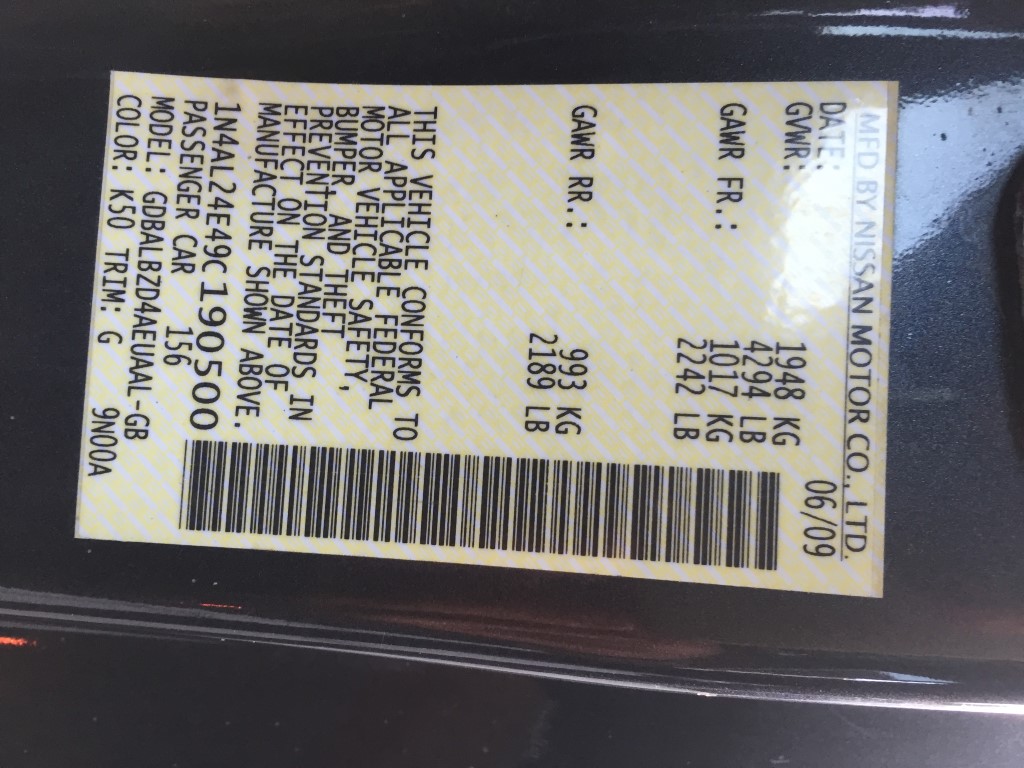 MFD BY NISSAN MOTOR CO., LTD.
DATE: 06/09
GVWR: 1948 KG
4294 LB
GAWR FR.: 1017 KG
2242 LB
GAWR RR.: 993 KG
2189 LB
THIS VEHICLE CONFORMS TO
ALL APPLICABLE FEDERAL
MOTOR VEHICLE SAFETY,
BUMPER, AND THEFT
PREVENTION STANDARDS IN
EFFECT ON THE DATE OF
MANUFACTURE SHOWN ABOVE.
1N4AL24E49C190500
PASSENGER CAR 156
MODEL: GDBALBZD4AEUAAL-GB
COLOR: K50 TRIM: G 9N00A